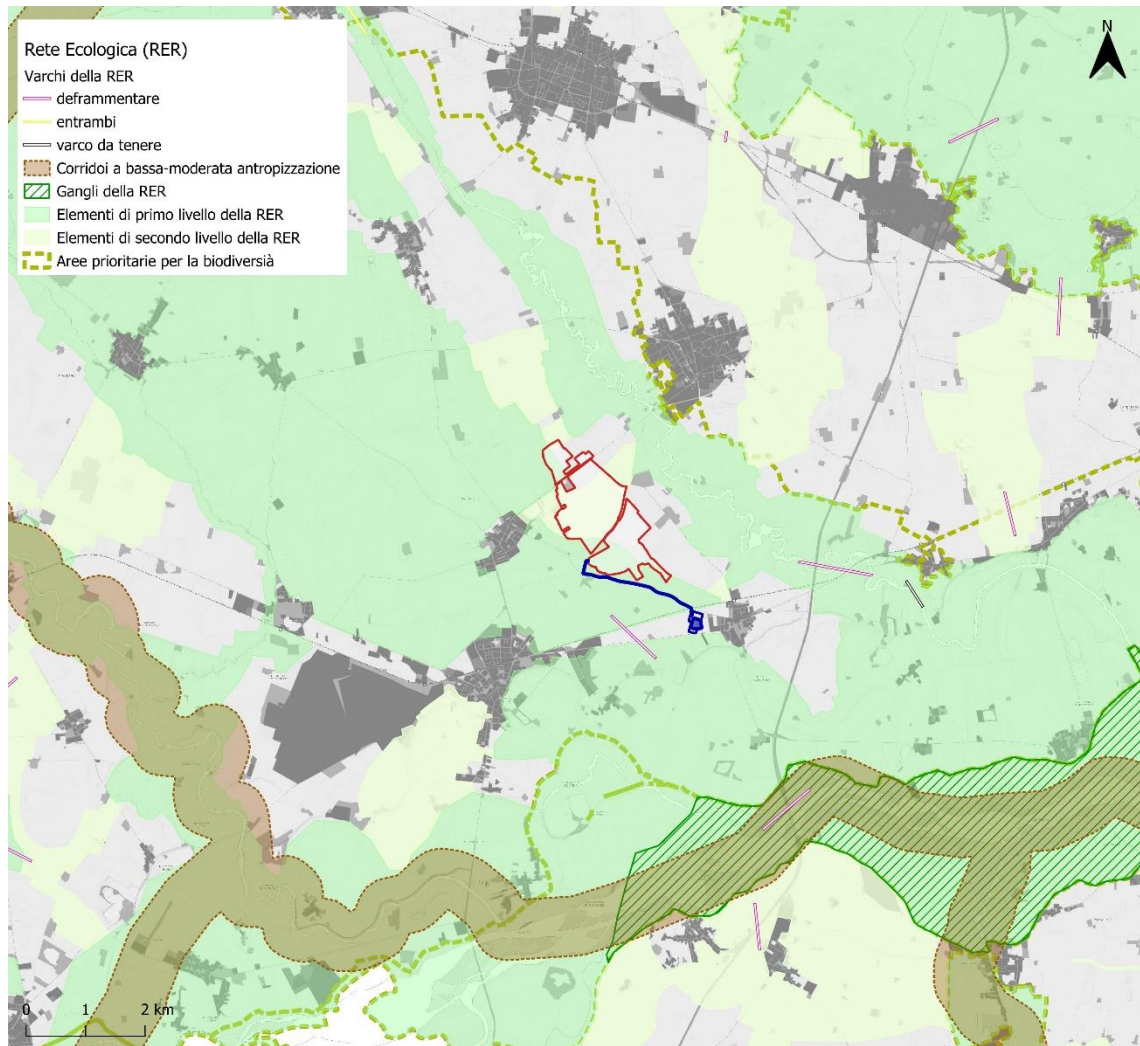 Rete Ecologica (RER)
Varchi della RER
deframmentare
entrambi
varco da tenere
Corridoi a bassa-moderata antropizzazione
Gangli della RER
Elementi di primo livello della RER
Elementi di secondo livello della RER
Aree prioritarie per la biodiversià
N
0 1 2 km